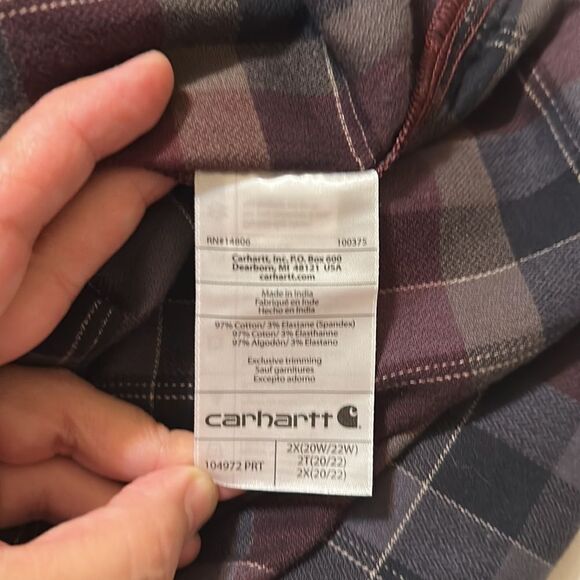 RN#14806 100375
Carhartt, Inc. P.O. Box 600
Dearborn, MI 48121 USA
carhartt.com
Made in India
Fabriqué en Inde
Hecho en India
97% Cotton/ 3% Elastane (Spandex)
97% Coton/ 3% Élasthanne
97% Algodón/ 3% Elastano
Exclusive trimming
Sauf garnitures
Excepto adorno
carhartt
104972 PRT
2X(20W/22W)
2T(20/22)
2X(20/22)